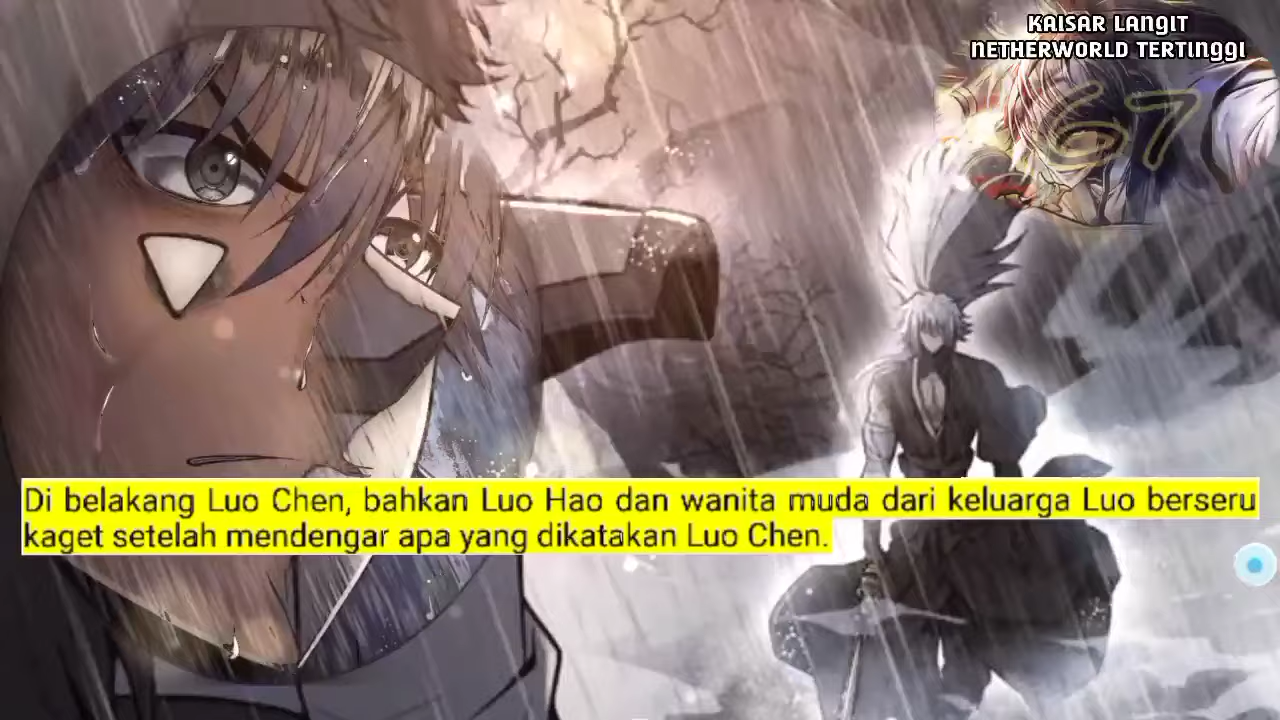 KAISAR LANGIT
NETHERWORLD TERTINGGI
67
Di belakang Luo Chen, bahkan Luo Hao dan wanita muda dari keluarga Luo berseru
kaget setelah mendengar apa yang dikatakan Luo Chen.